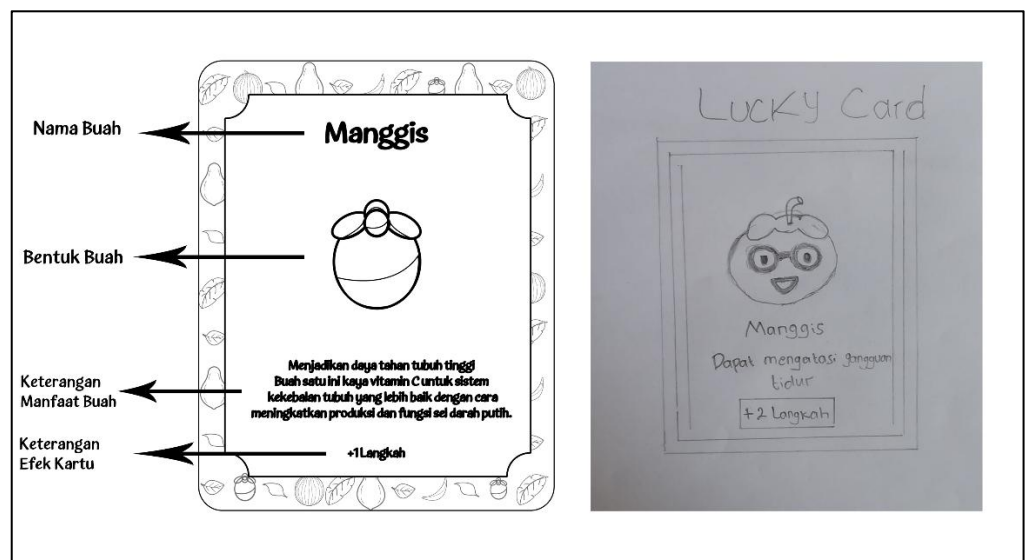 Nama Buah
Manggis
Bentuk Buah
Menjadikan daya tahan tubuh tinggi
Buah satu ini kaya vitamin C untuk sistem
kekebalan tubuh yang lebih baik dengan cara
meningkatkan produksi dan fungsi sel darah putih.
Keterangan
Manfaat Buah
+1 Langkah
Keterangan
Efek Kartu
Lucky Card
Manggis
Dapat mengatasi gangguan
tidur
+2 Langkah